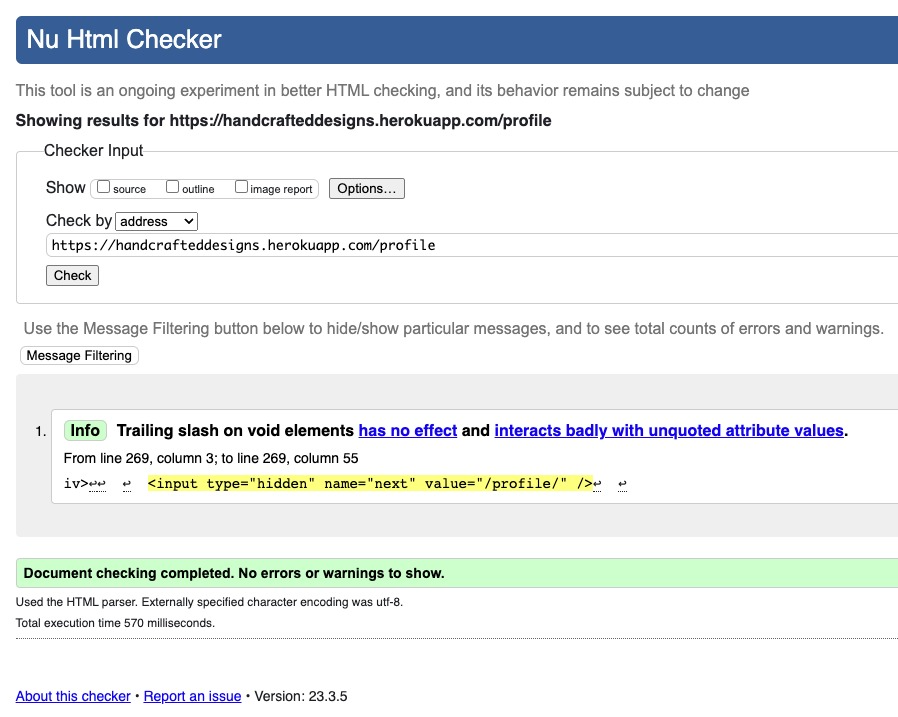 Nu Html Checker
This tool is an ongoing experiment in better HTML checking, and its behavior remains subject to change
Showing results for https://handcrafteddesigns.herokuapp.com/profile
Checker Input
Show source outline image report Options...
Check by address
https://handcrafteddesigns.herokuapp.com/profile
Check
Use the Message Filtering button below to hide/show particular messages, and to see total counts of errors and warnings.
Message Filtering
1. Info Trailing slash on void elements has no effect and interacts badly with unquoted attribute values.
From line 269, column 3; to line 269, column 55
iv>↩↩ ↩ <input type="hidden" name="next" value="/profile/" />↩ ↩
Document checking completed. No errors or warnings to show.
Used the HTML parser. Externally specified character encoding was utf-8.
Total execution time 570 milliseconds.
About this checker • Report an issue • Version: 23.3.5